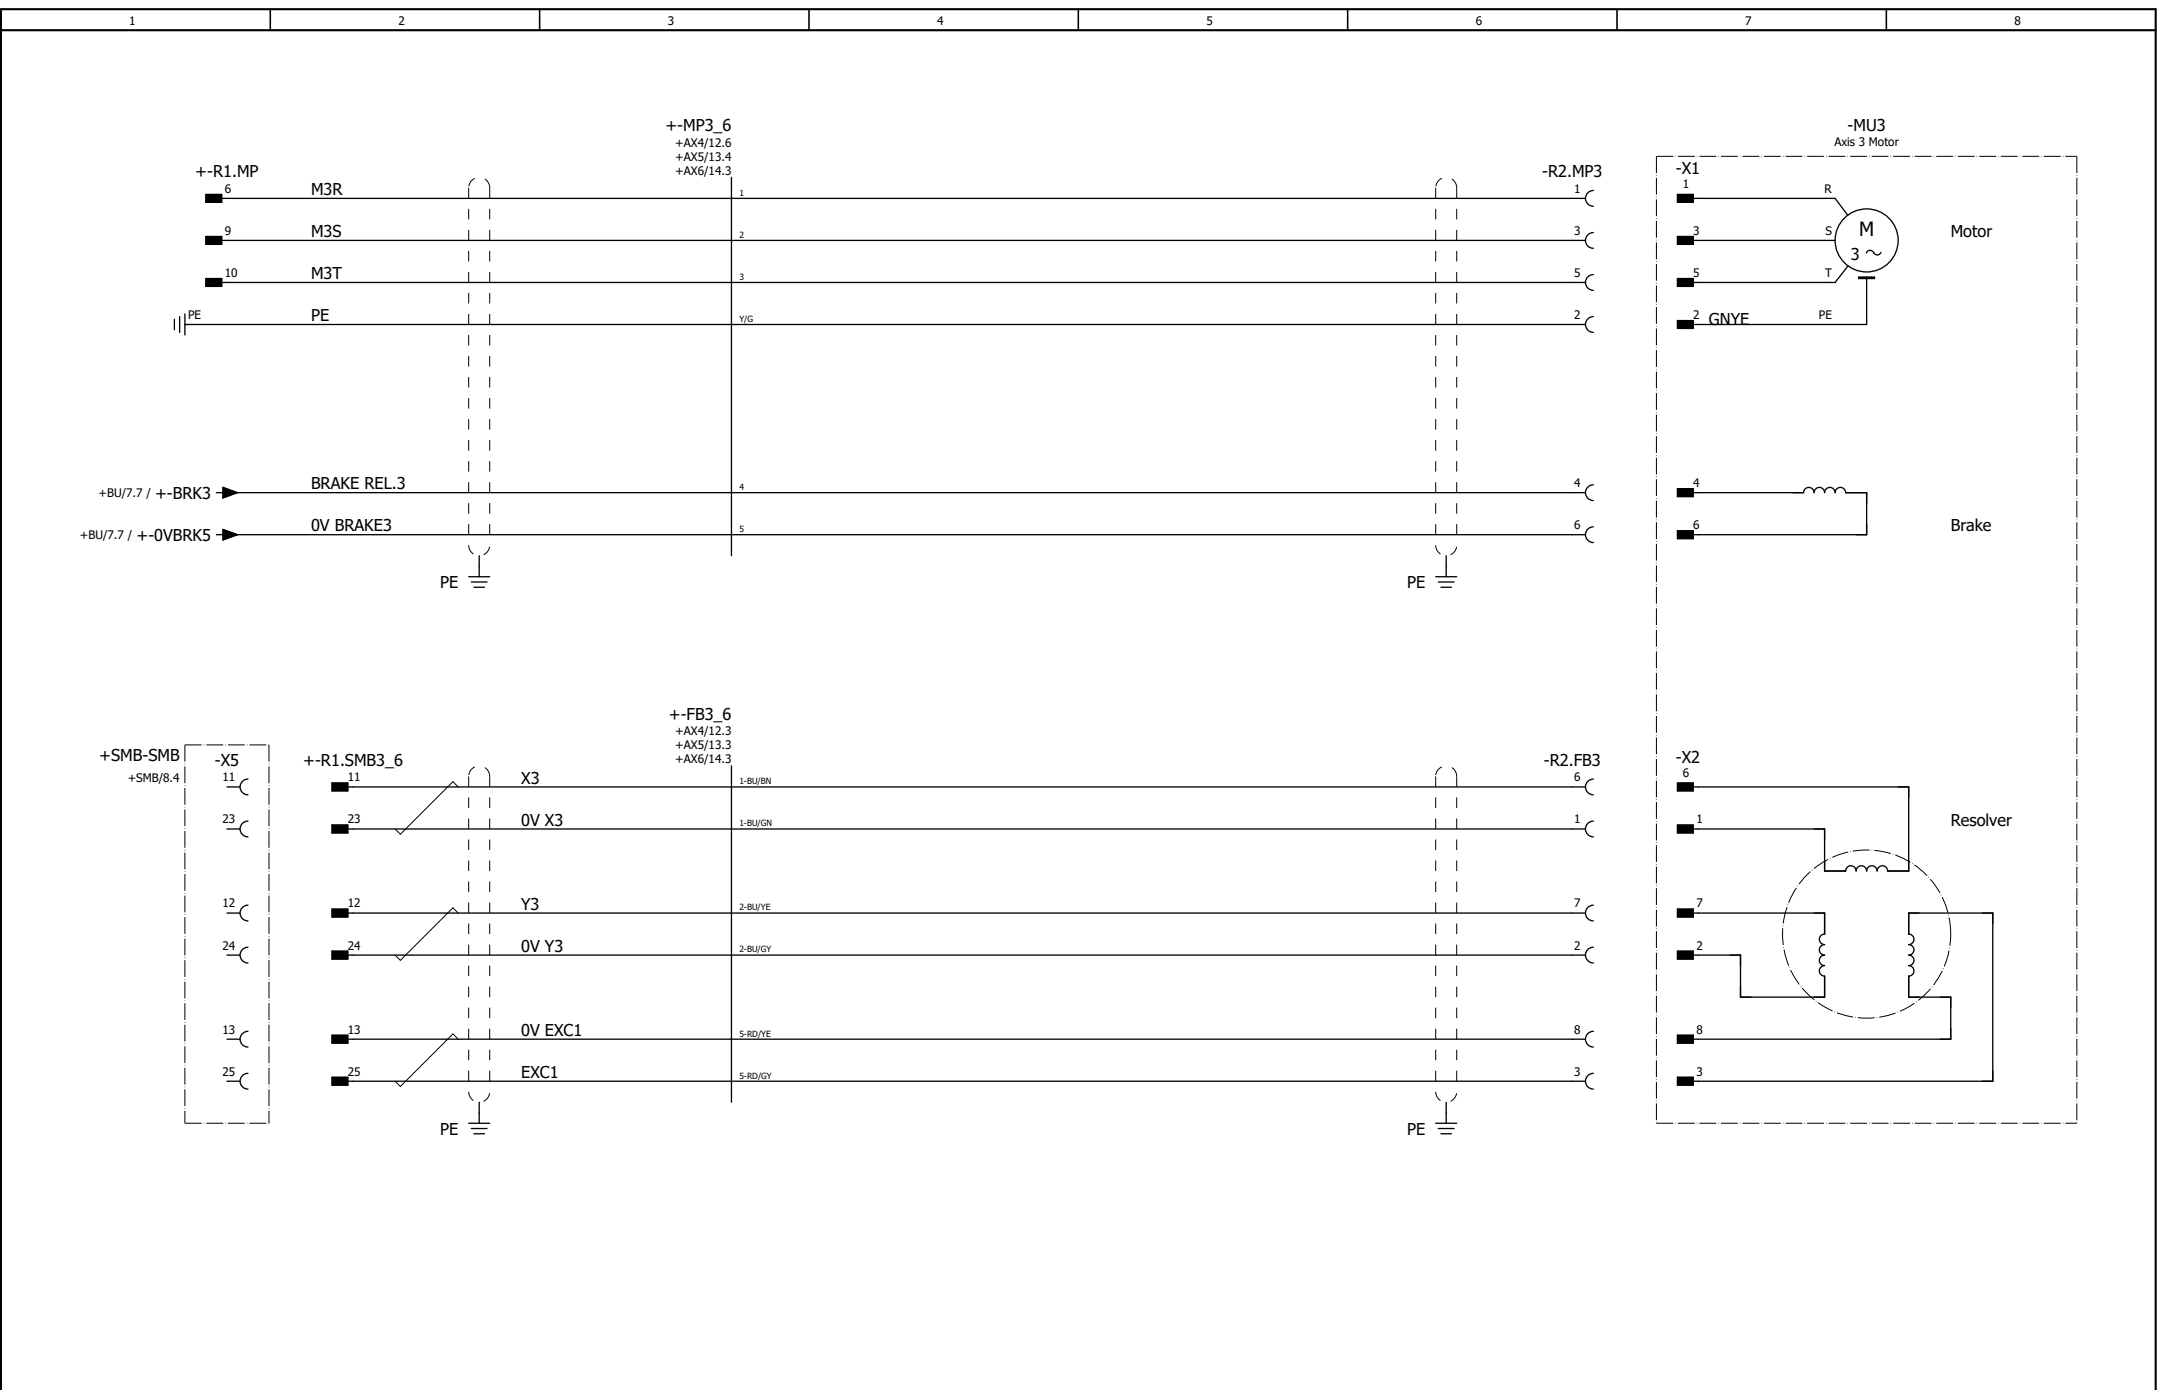 1 2 3 4 5 6 7 8
+-MP3_6
+AX4/12.6
+AX5/13.4
+AX6/14.3
-MU3
Axis 3 Motor
+-R1.MP
-R2.MP3
-X1
6 M3R 1 1 1 R
9 M3S 2 3 3 S
M
3
Motor
10 M3T 3 5 5 T
PE PE Y/G 2 2 GNYE PE
+BU/7.7 / +-BRK3 BRAKE REL.3 4 4 4
+BU/7.7 / +-0VBRK5 0V BRAKE3 5 6 6
Brake
PE PE
+-FB3_6
+AX4/12.3
+AX5/13.3
+AX6/14.3
+SMB-SMB
+SMB/8.4
-X5
+-R1.SMB3_6
-R2.FB3
-X2
11 11 X3 1-BU/BN 6 6
23 23 0V X3 1-BU/GN 1 1
Resolver
12 12 Y3 2-BU/YE 7 7
24 24 0V Y3 2-BU/GY 2 2
13 13 0V EXC1 5-RD/YE 8 8
25 25 EXC1 5-RD/GY 3 3
PE PE